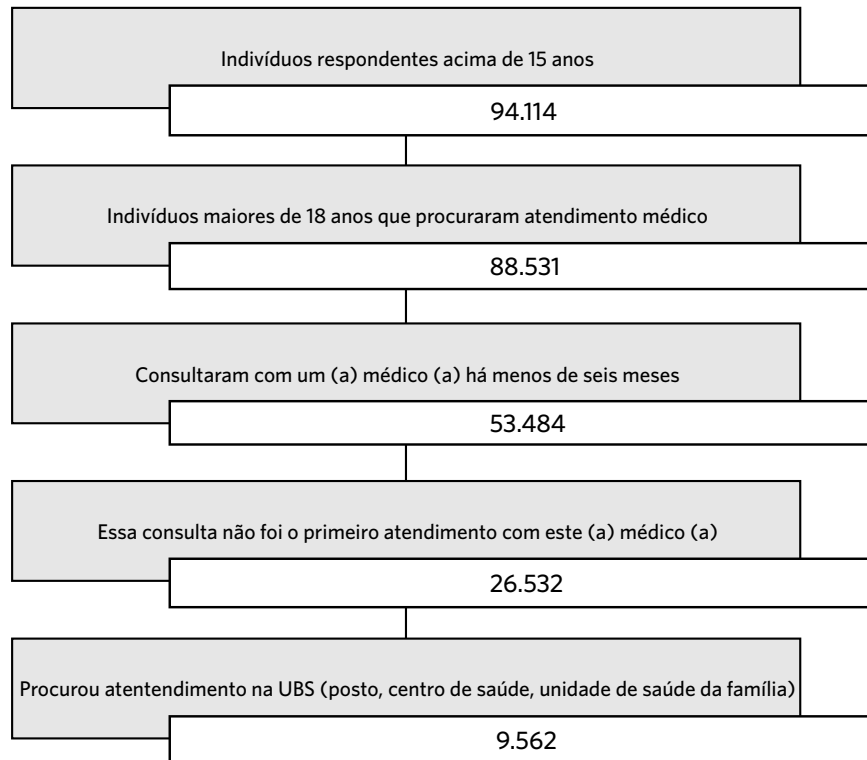 Indivíduos respondentes acima de 15 anos
94.114
Indivíduos maiores de 18 anos que procuraram atendimento médico
88.531
Consultaram com um (a) médico (a) há menos de seis meses
53.484
Essa consulta não foi o primeiro atendimento com este (a) médico (a)
26.532
Procurou atentendimento na UBS (posto, centro de saúde, unidade de saúde da família)
9.562